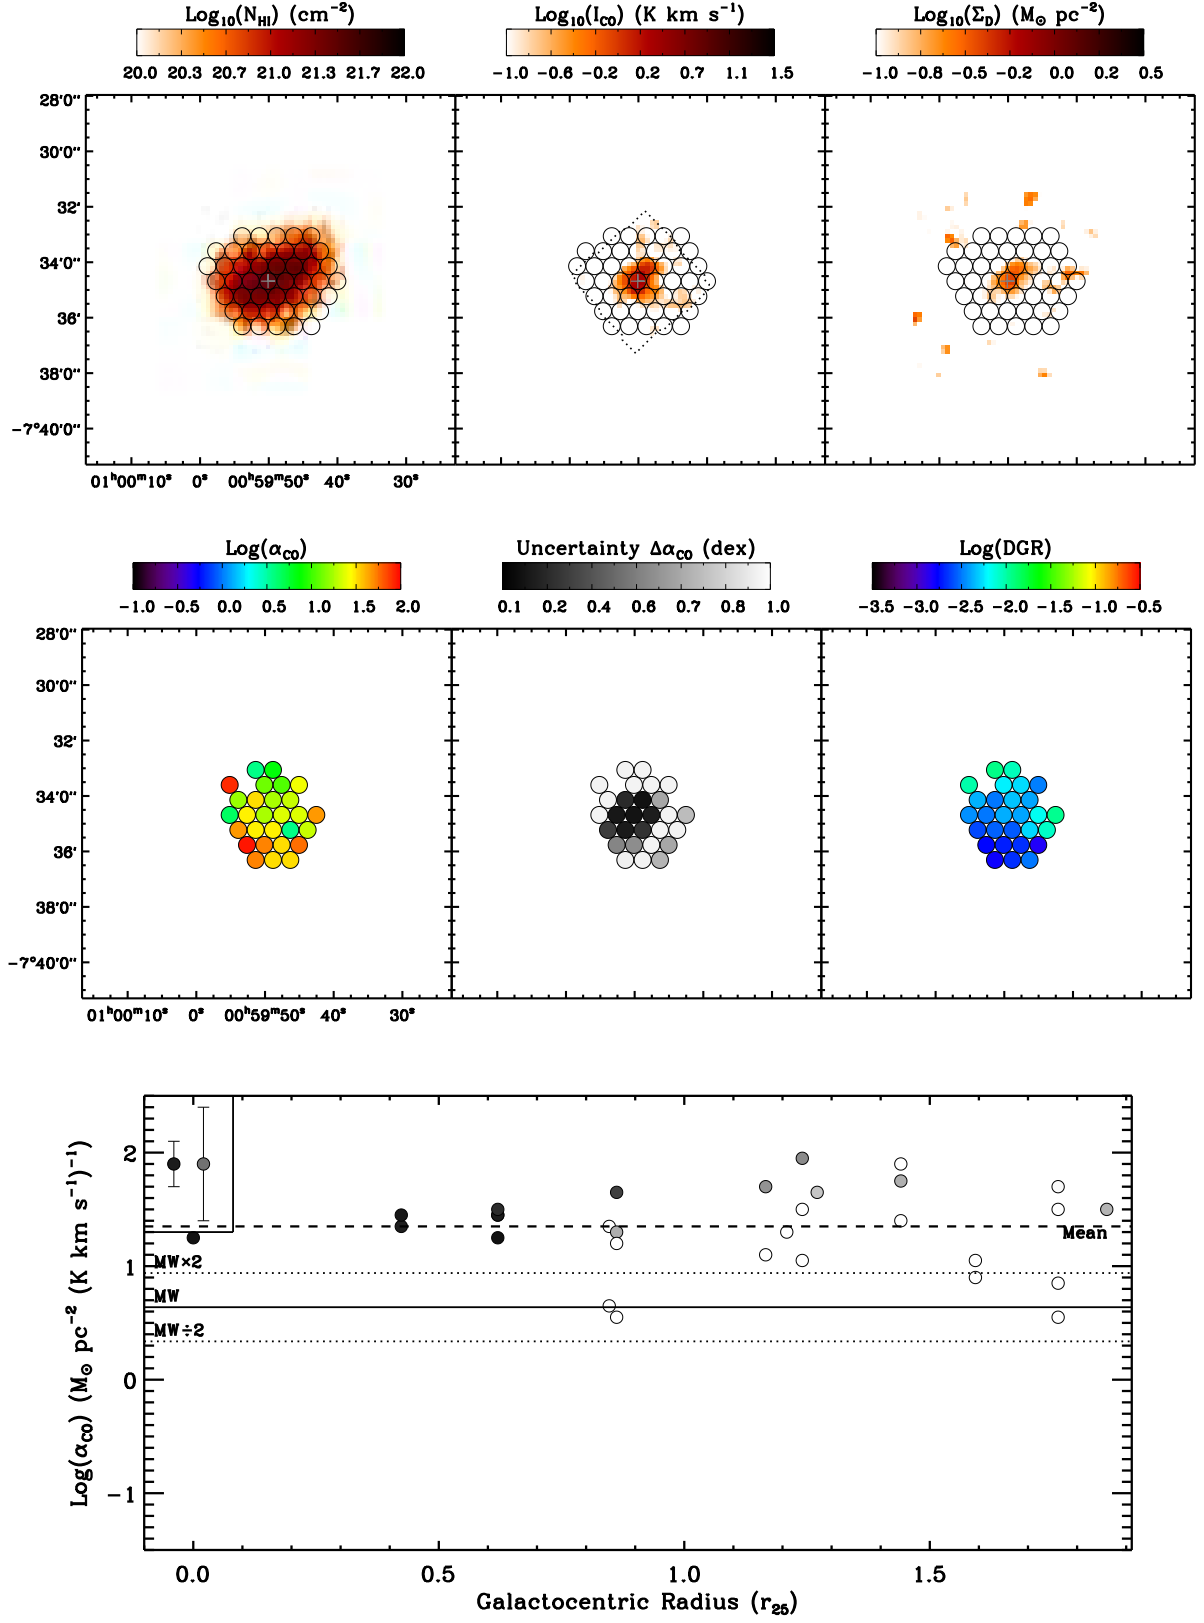 Log₁₀(N_HI) (cm⁻²) Log₁₀(I_CO) (K km s⁻¹) Log₁₀(Σ_D) (M⊙ pc⁻²)
20.0 20.3 20.7 21.0 21.3 21.7 22.0 −1.0 −0.6 −0.2 0.2 0.7 1.1 1.5 −1.0 −0.8 −0.5 −0.2 0.0 0.2 0.5
28'0"
30'0"
32'
34'0"
36'
38'0"
−7°40'0"
01ʰ00ᵐ10ˢ 0ˢ 00ʰ59ᵐ50ˢ 40ˢ 30ˢ
Log(α_CO) Uncertainty Δα_CO (dex) Log(DGR)
−1.0 −0.5 0.0 0.5 1.0 1.5 2.0 0.1 0.2 0.4 0.6 0.7 0.8 1.0 −3.5 −3.0 −2.5 −2.0 −1.5 −1.0 −0.5
28'0"
30'0"
32'
34'0"
36'
38'0"
−7°40'0"
01ʰ00ᵐ10ˢ 0ˢ 00ʰ59ᵐ50ˢ 40ˢ 30ˢ
Log(α_CO) (M⊙ pc⁻² (K km s⁻¹)⁻¹)
2
1
0
−1
Mean
MW×2
MW
MW÷2
0.0 0.5 1.0 1.5
Galactocentric Radius (r₂₅)